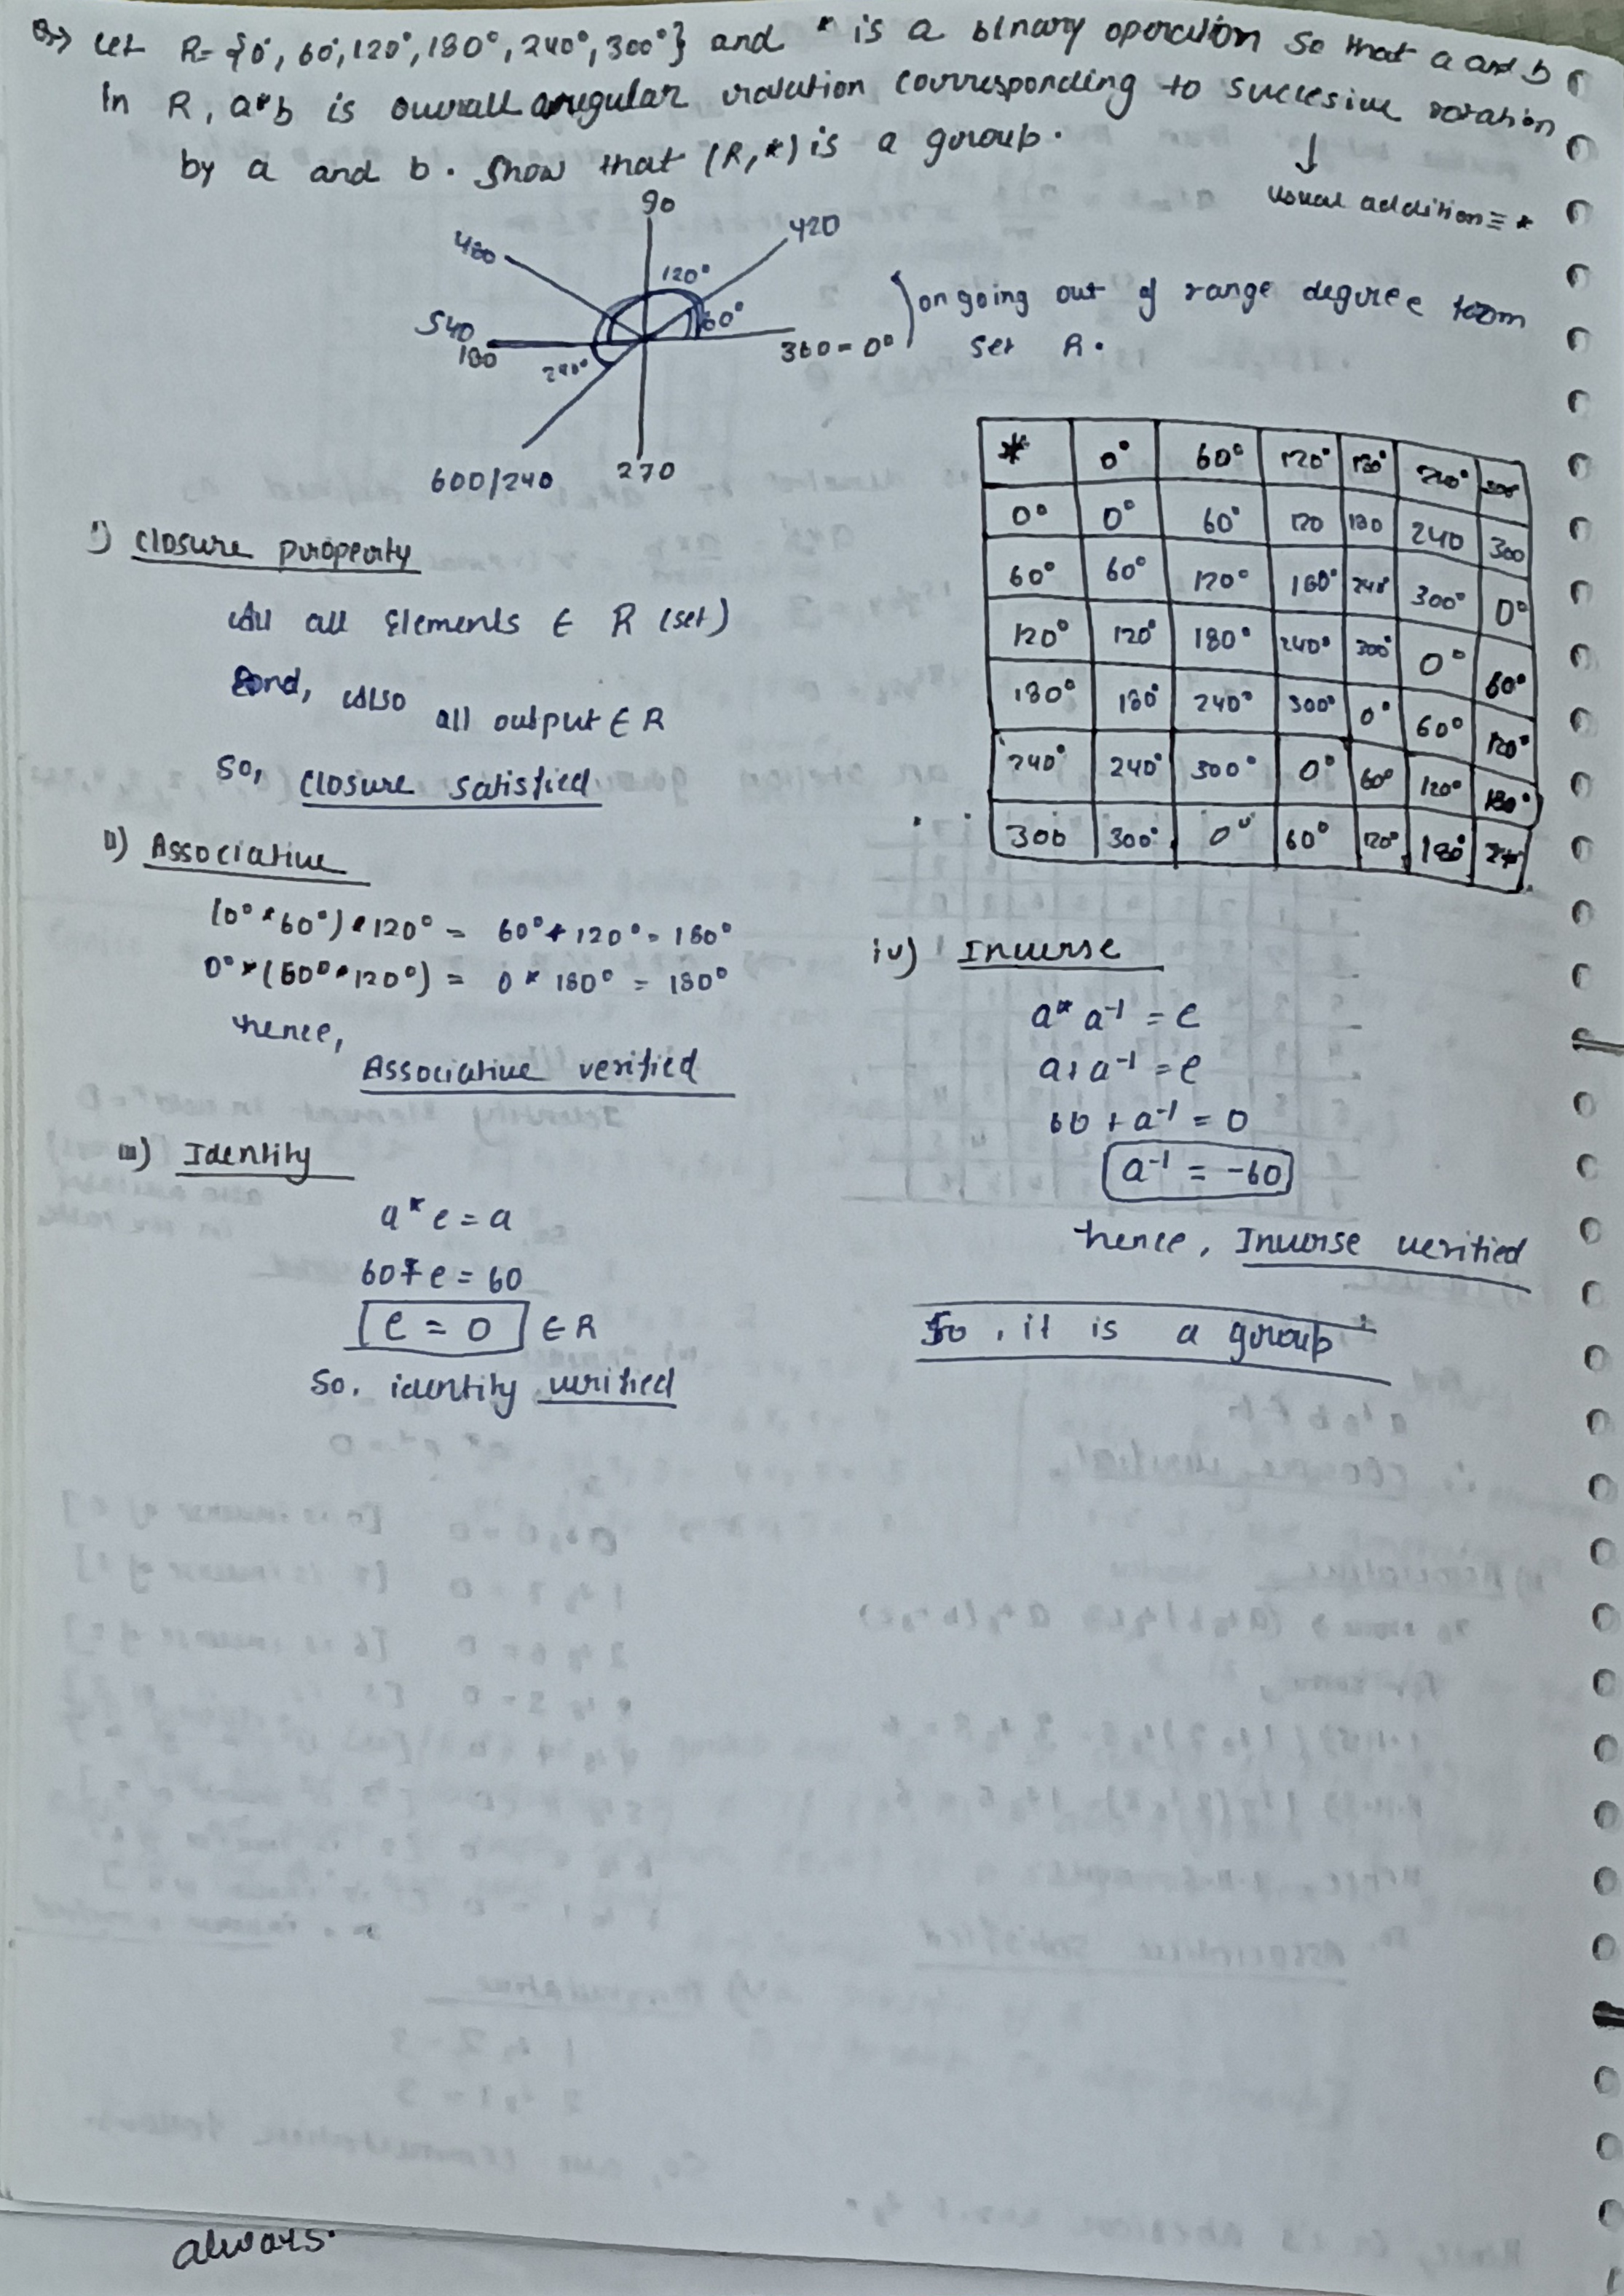 Let R = {0°, 60°, 120°, 180°, 240°, 300°} and * is a binary operation so that a and b
In R, a*b is overall angular rotation corresponding to succesive rotation
by a and b. Show that (R,*) is a group.
↓
usual addition ≡ *
90
420
480
120°
60°
540
180
360 = 0°
240°
600/240
270
on going out of range degree
set R.
* 0° 60° 120° 180° 240° 300
0° 0° 60° 120 180 240 300
60° 60° 120° 180° 240 300° 0°
120° 120° 180° 240° 300° 0° 60°
180° 180° 240° 300° 0° 60° 120°
240° 240° 300° 0° 60° 120° 180°
300 300° 0° 60° 120° 180° 240
i) Closure property
all Elements ∈ R (set)
and, also all output ∈ R
So, Closure satisfied
ii) Associative
(0° * 60°) * 120° = 60° + 120° = 180°
0° * (60° * 120°) = 0 * 180° = 180°
hence,
Associative verified
iii) Identity
a * e = a
60 + e = 60
e = 0 ∈ R
So, identity verified
iv) Inverse
a * a⁻¹ = e
a + a⁻¹ = e
60 + a⁻¹ = 0
a⁻¹ = -60
hence, Inverse verified
So, it is a group
always.